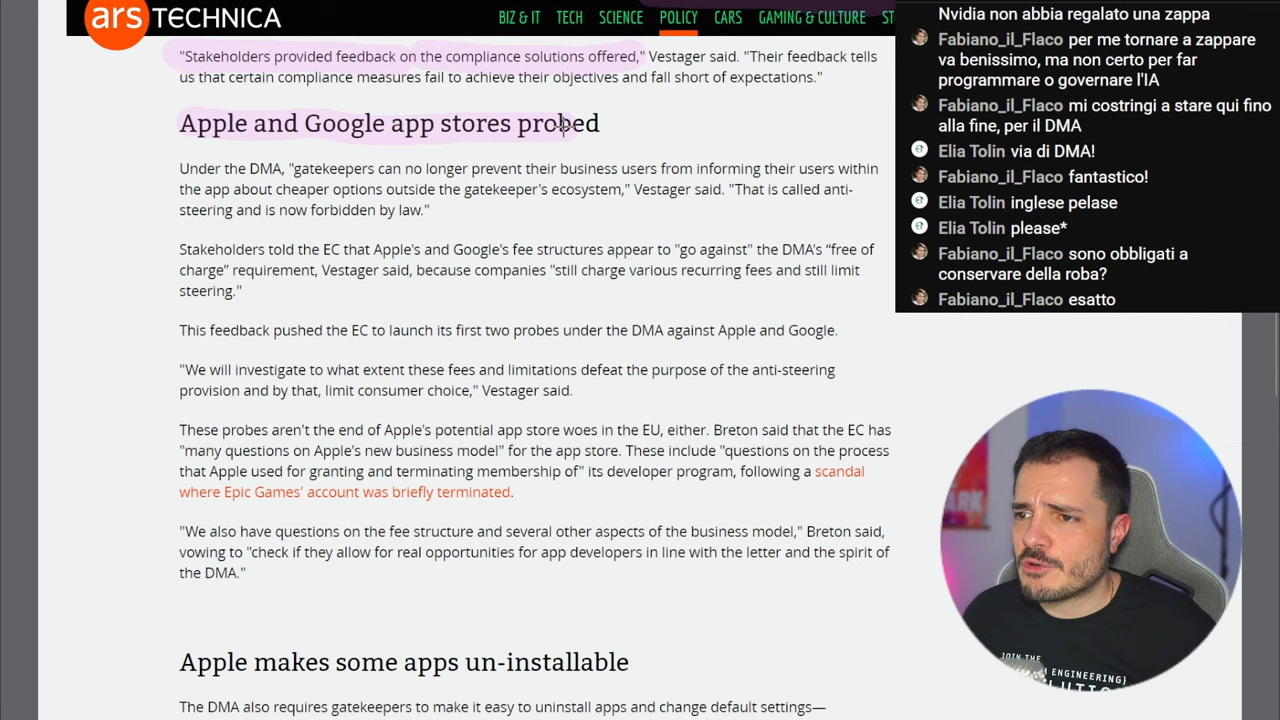 ars TECHNICA
BIZ & IT TECH SCIENCE POLICY CARS GAMING & CULTURE
"Stakeholders provided feedback on the compliance solutions offered," Vestager said. "Their feedback tells
us that certain compliance measures fail to achieve their objectives and fall short of expectations."
Apple and Google app stores probed
Under the DMA, "gatekeepers can no longer prevent their business users from informing their users within
the app about cheaper options outside the gatekeeper's ecosystem," Vestager said. "That is called anti-
steering and is now forbidden by law."
Stakeholders told the EC that Apple's and Google's fee structures appear to "go against" the DMA's “free of
charge” requirement, Vestager said, because companies "still charge various recurring fees and still limit
steering."
This feedback pushed the EC to launch its first two probes under the DMA against Apple and Google.
"We will investigate to what extent these fees and limitations defeat the purpose of the anti-steering
provision and by that, limit consumer choice," Vestager said.
These probes aren't the end of Apple's potential app store woes in the EU, either. Breton said that the EC has
"many questions on Apple's new business model" for the app store. These include "questions on the process
that Apple used for granting and terminating membership of" its developer program, following a scandal
where Epic Games' account was briefly terminated.
"We also have questions on the fee structure and several other aspects of the business model," Breton said,
vowing to "check if they allow for real opportunities for app developers in line with the letter and the spirit of
the DMA."
Apple makes some apps un-installable
The DMA also requires gatekeepers to make it easy to uninstall apps and change default settings—
Nvidia non abbia regalato una zappa
Fabiano_il_Flaco per me tornare a zappare
va benissimo, ma non certo per far
programmare o governare l'IA
Fabiano_il_Flaco mi costringi a stare qui fino
alla fine, per il DMA
Elia Tolin via di DMA!
Fabiano_il_Flaco fantastico!
Elia Tolin inglese pelase
Elia Tolin please*
Fabiano_il_Flaco sono obbligati a
conservare della roba?
Fabiano_il_Flaco esatto
JOIN THE
ENGINEERING}